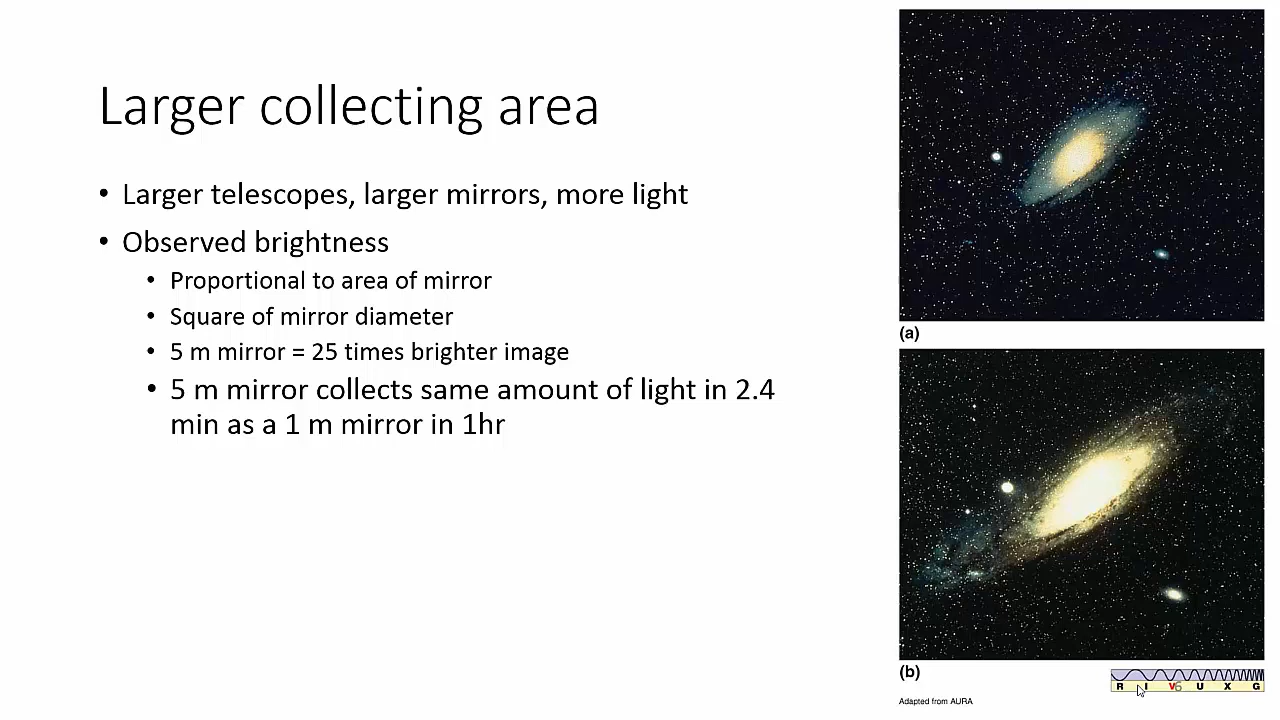 Larger collecting area
• Larger telescopes, larger mirrors, more light
• Observed brightness
• Proportional to area of mirror
• Square of mirror diameter
• 5 m mirror = 25 times brighter image
• 5 m mirror collects same amount of light in 2.4
min as a 1 m mirror in 1hr
(a)
(b)
R I V U X G
Adapted from AURA